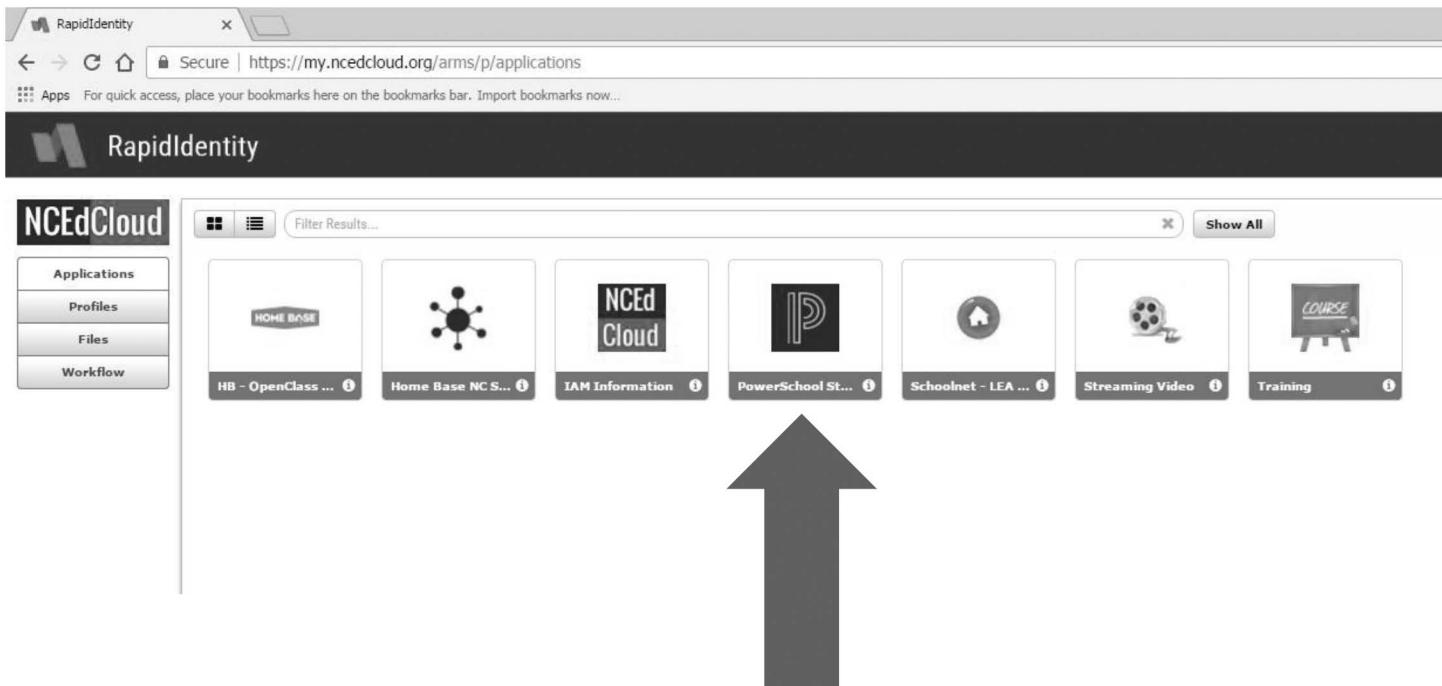 RapidIdentity
Secure | https://my.ncedcloud.org/arms/p/applications
Apps For quick access, place your bookmarks here on the bookmarks bar. Import bookmarks now...
RapidIdentity
NCEdCloud
Filter Results...
Show All
Applications
Profiles
Files
Workflow
HOME BASE
NCEd
Cloud
COURSE
HB - OpenClass ...
Home Base NC S...
IAM Information
PowerSchool St...
Schoolnet - LEA ...
Streaming Video
Training